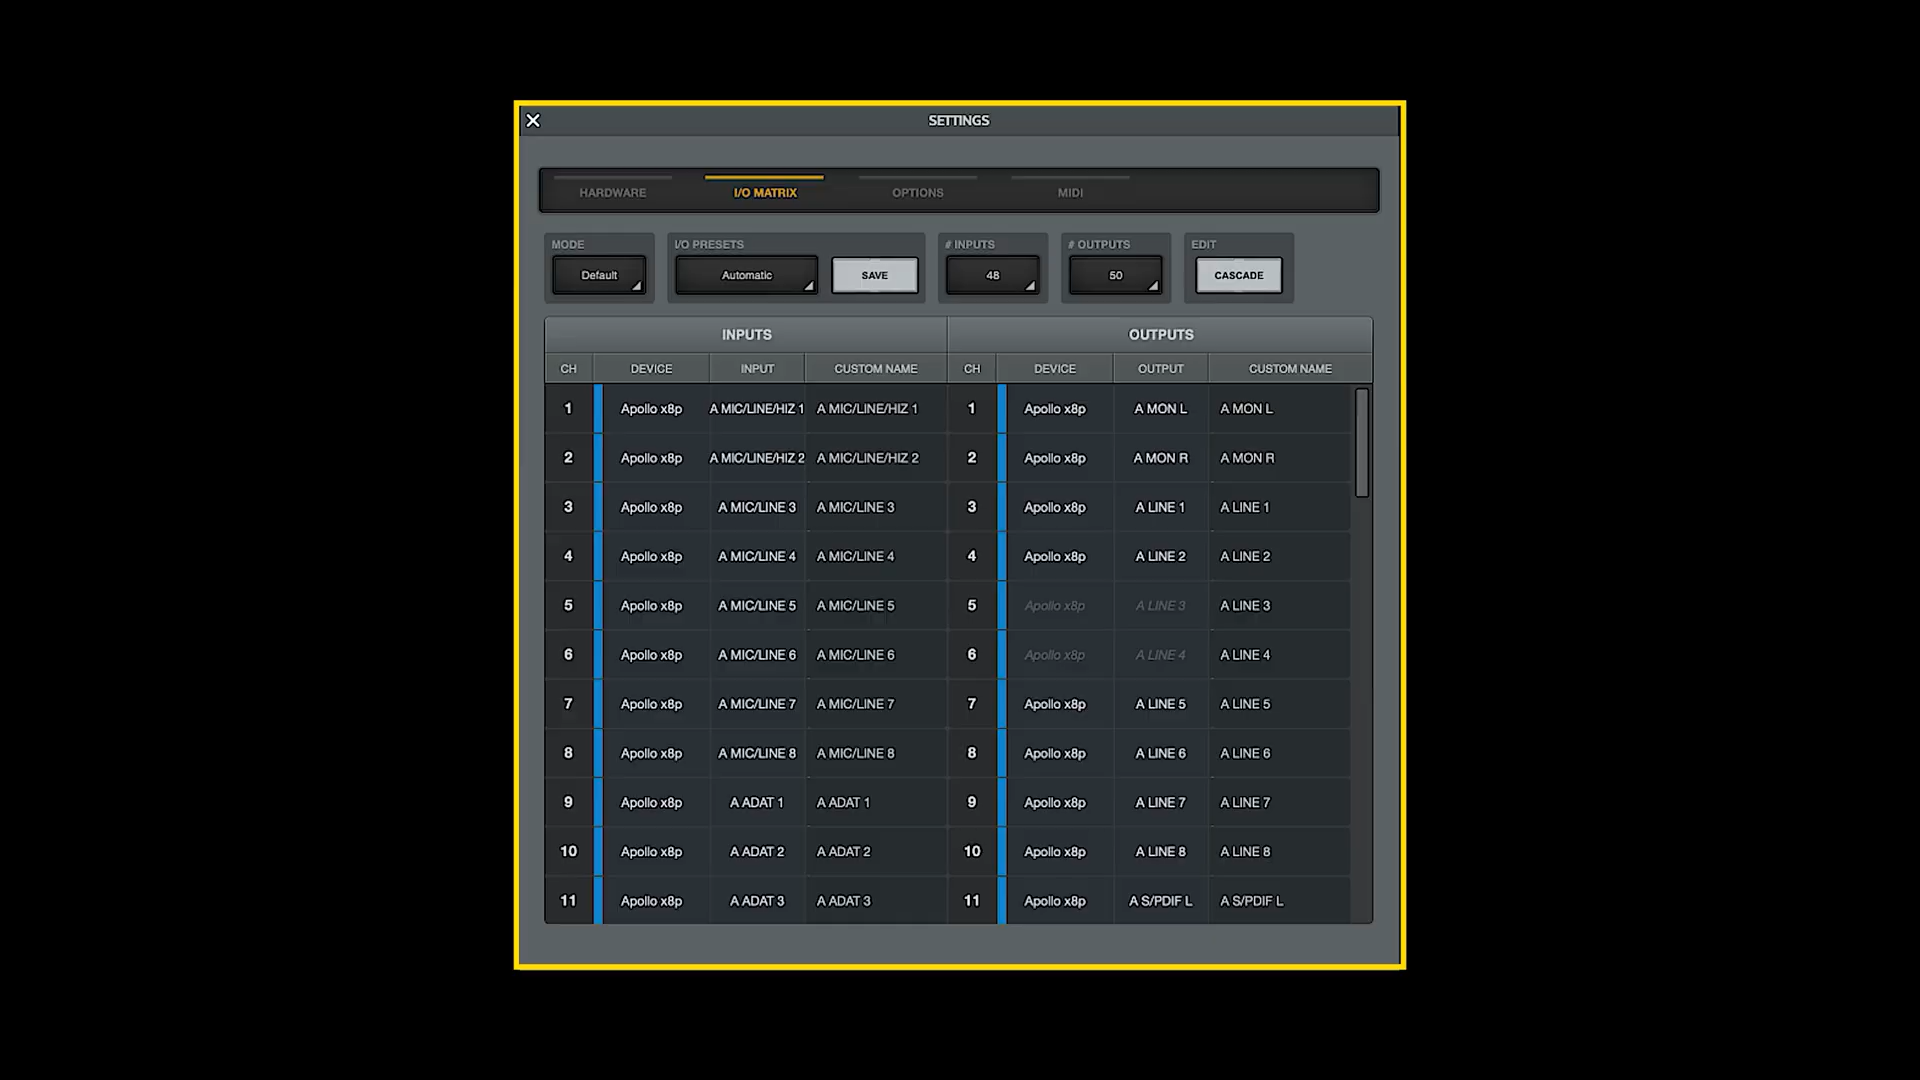 SETTINGS
HARDWARE I/O MATRIX OPTIONS MIDI
MODE I/O PRESETS # INPUTS # OUTPUTS EDIT
Default Automatic SAVE 48 50 CASCADE
INPUTS OUTPUTS
CH DEVICE INPUT CUSTOM NAME CH DEVICE OUTPUT CUSTOM NAME
1 Apollo x8p A MIC/LINE/HIZ 1 A MIC/LINE/HIZ 1 1 Apollo x8p A MON L A MON L
2 Apollo x8p A MIC/LINE/HIZ 2 A MIC/LINE/HIZ 2 2 Apollo x8p A MON R A MON R
3 Apollo x8p A MIC/LINE 3 A MIC/LINE 3 3 Apollo x8p A LINE 1 A LINE 1
4 Apollo x8p A MIC/LINE 4 A MIC/LINE 4 4 Apollo x8p A LINE 2 A LINE 2
5 Apollo x8p A MIC/LINE 5 A MIC/LINE 5 5 Apollo x8p A LINE 3 A LINE 3
6 Apollo x8p A MIC/LINE 6 A MIC/LINE 6 6 Apollo x8p A LINE 4 A LINE 4
7 Apollo x8p A MIC/LINE 7 A MIC/LINE 7 7 Apollo x8p A LINE 5 A LINE 5
8 Apollo x8p A MIC/LINE 8 A MIC/LINE 8 8 Apollo x8p A LINE 6 A LINE 6
9 Apollo x8p A ADAT 1 A ADAT 1 9 Apollo x8p A LINE 7 A LINE 7
10 Apollo x8p A ADAT 2 A ADAT 2 10 Apollo x8p A LINE 8 A LINE 8
11 Apollo x8p A ADAT 3 A ADAT 3 11 Apollo x8p A S/PDIF L A S/PDIF L